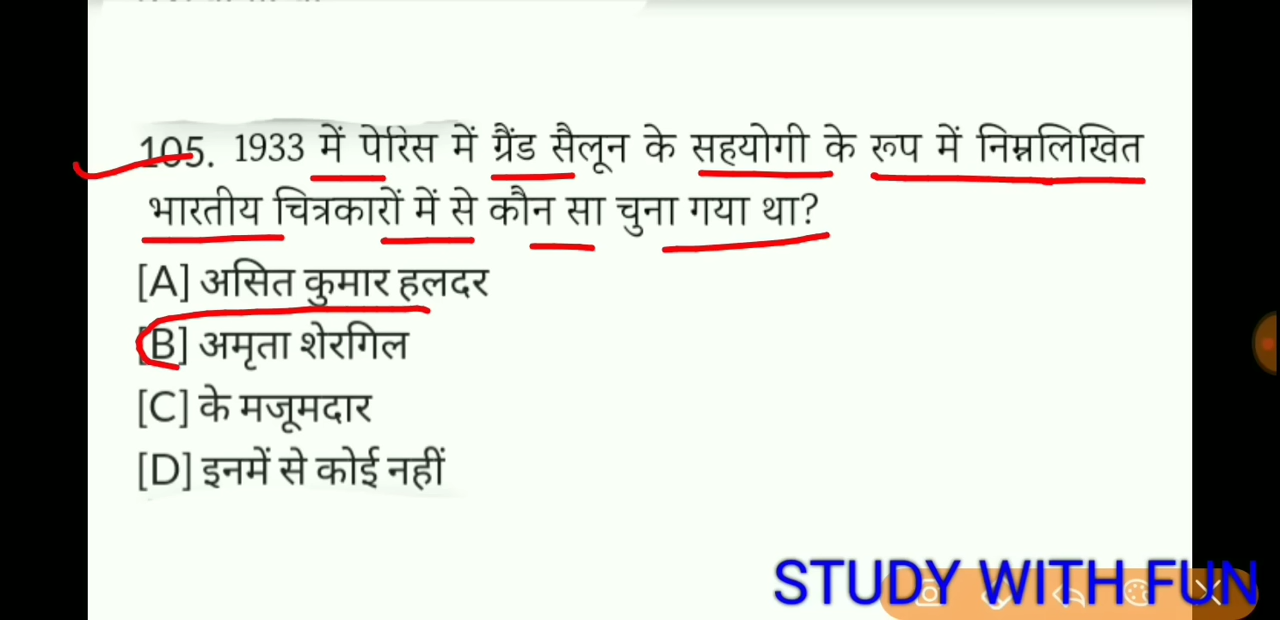 105. 1933 में पेरिस में ग्रैंड सैलून के सहयोगी के रूप में निम्नलिखित
भारतीय चित्रकारों में से कौन सा चुना गया था?
[A] असित कुमार हलदर
[B] अमृता शेरगिल
[C] के मजूमदार
[D] इनमें से कोई नहीं
STUDY WITH FUN